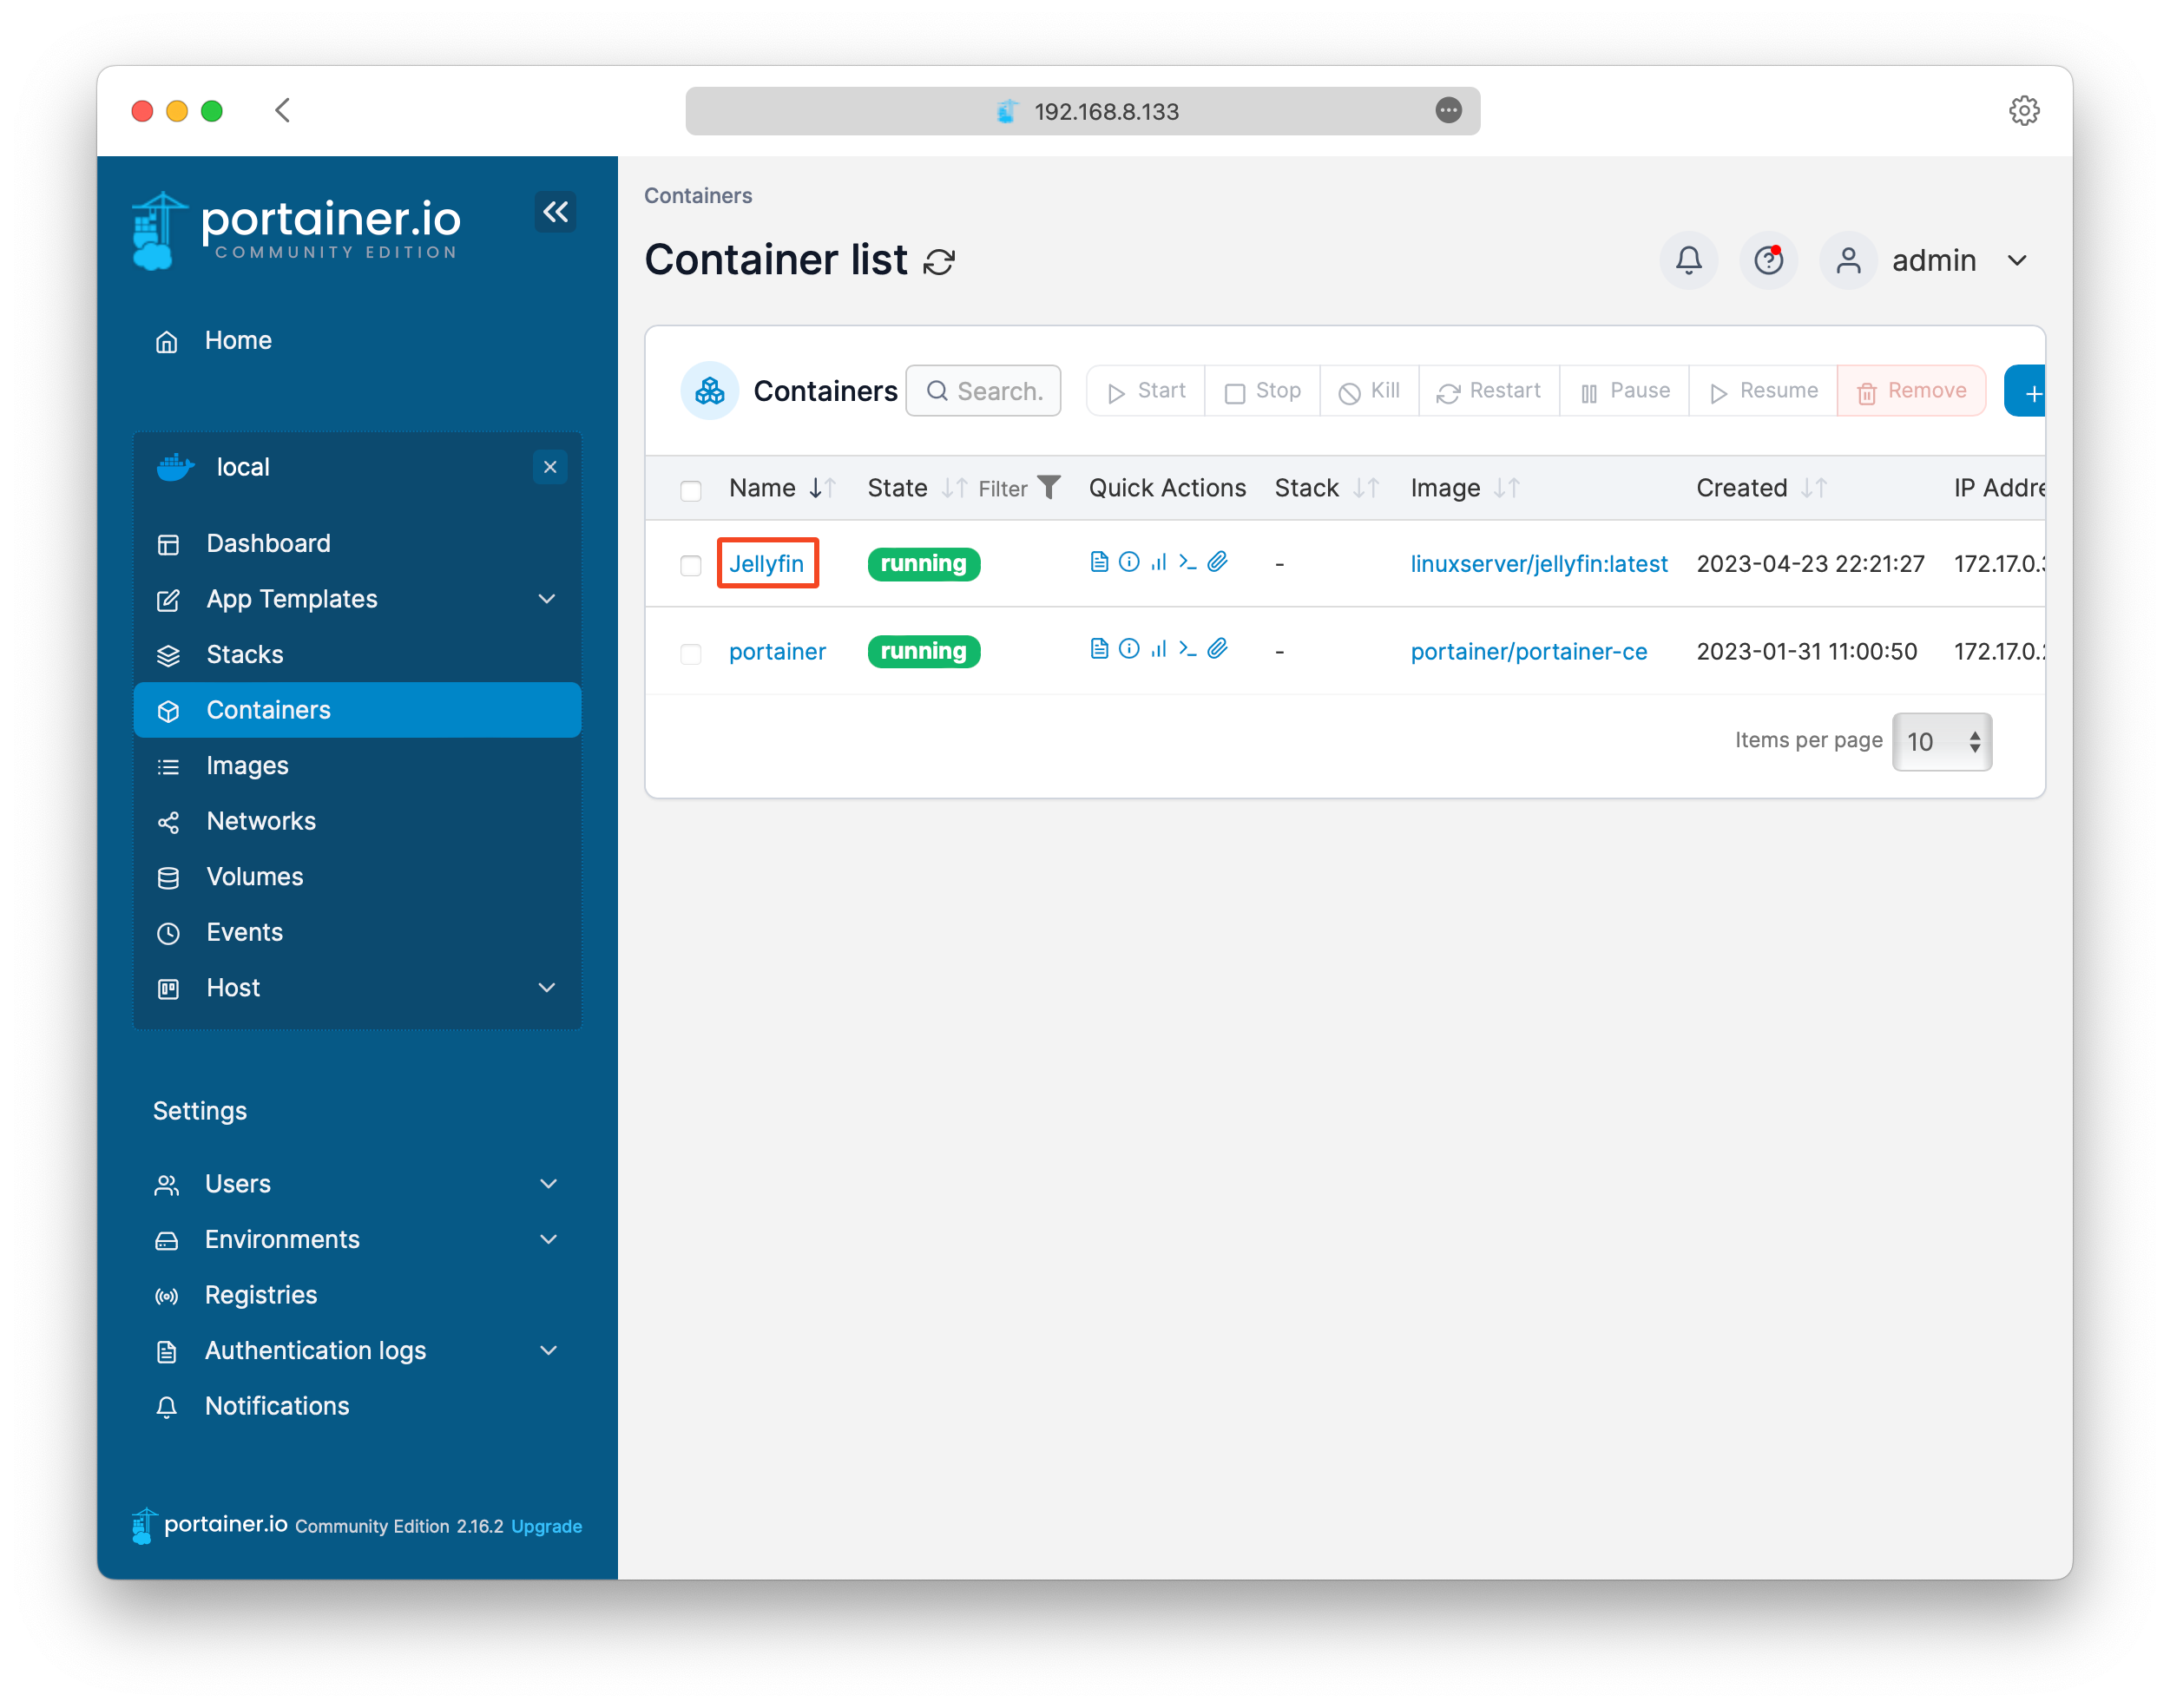 192.168.8.133
portainer.io
COMMUNITY EDITION
Home
local
Dashboard
App Templates
Stacks
Containers
Images
Networks
Volumes
Events
Host
Settings
Users
Environments
Registries
Authentication logs
Notifications
portainer.io Community Edition 2.16.2 Upgrade
Containers
Container list
admin
Containers Search. Start Stop Kill Restart Pause Resume Remove +
Name State Filter Quick Actions Stack Image Created IP Addre
Jellyfin running - linuxserver/jellyfin:latest 2023-04-23 22:21:27 172.17.0.3
portainer running - portainer/portainer-ce 2023-01-31 11:00:50 172.17.0.2
Items per page 10